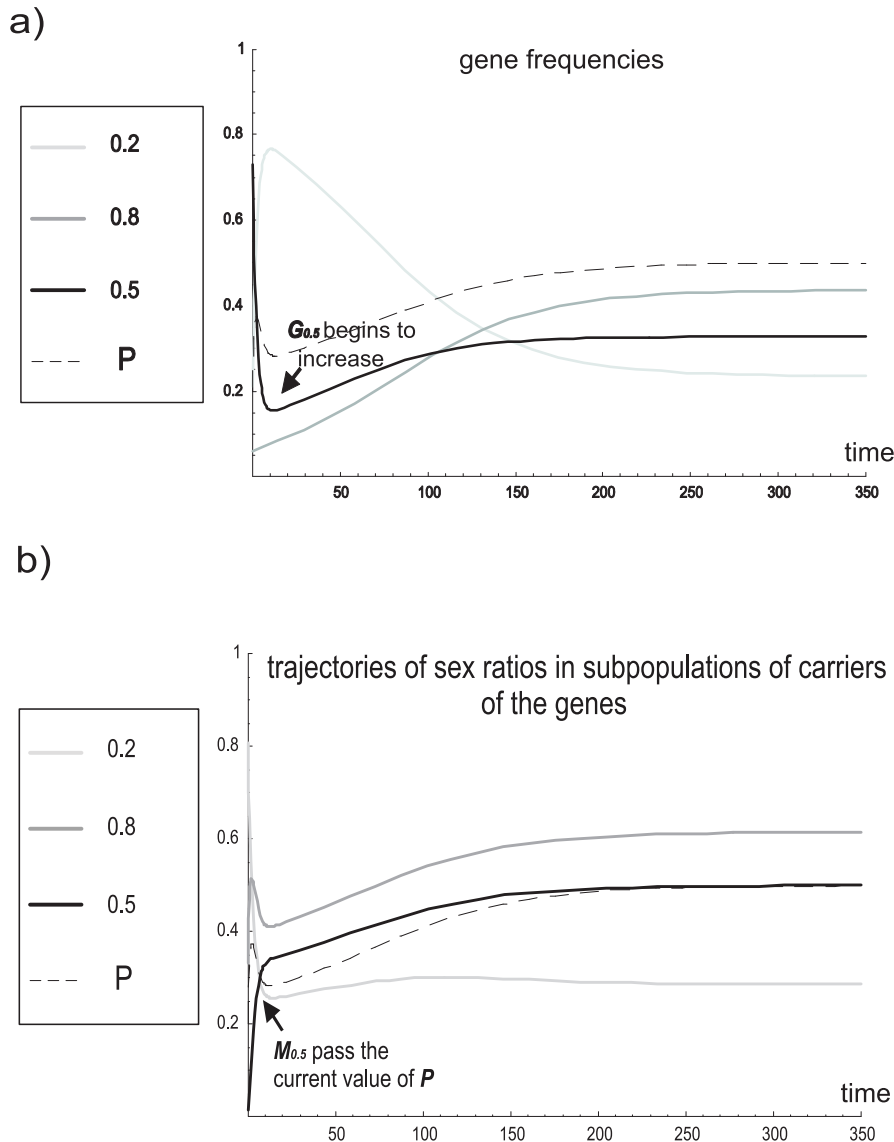 a)
gene frequencies
0.2
0.8
0.5
P
1
0.8
0.6
0.4
0.2
G0.5 begins to
increase
time
50 100 150 200 250 300 350
b)
trajectories of sex ratios in subpopulations of carriers
of the genes
0.2
0.8
0.5
P
1
0.8
0.6
0.4
0.2
M0.5 pass the
current value of P
time
50 100 150 200 250 300 350